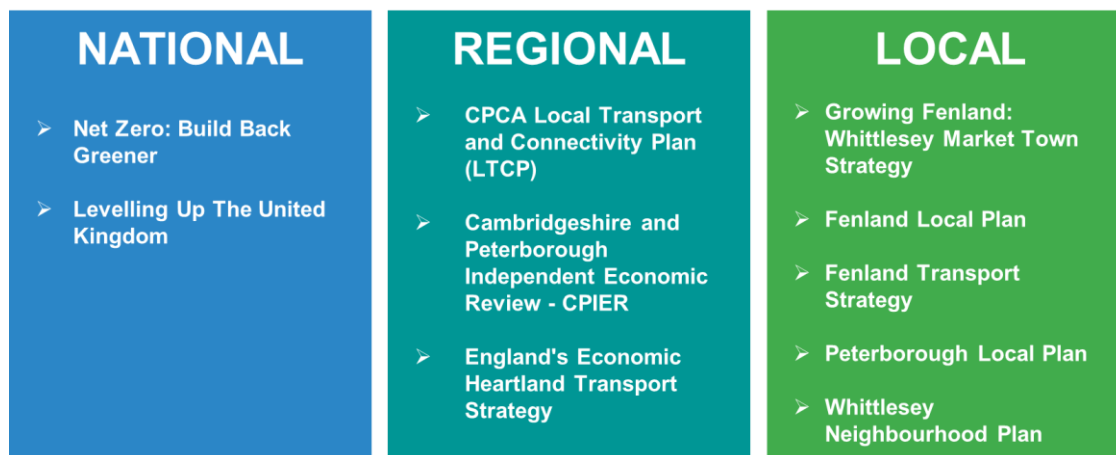 NATIONAL
Net Zero: Build Back
Greener
Levelling Up The United
Kingdom
REGIONAL
CPCA Local Transport
and Connectivity Plan
(LTCP)
Cambridgeshire and
Peterborough
Independent Economic
Review - CPIER
England's Economic
Heartland Transport
Strategy
LOCAL
Growing Fenland:
Whittlesey Market Town
Strategy
Fenland Local Plan
Fenland Transport
Strategy
Peterborough Local Plan
Whittlesey
Neighbourhood Plan